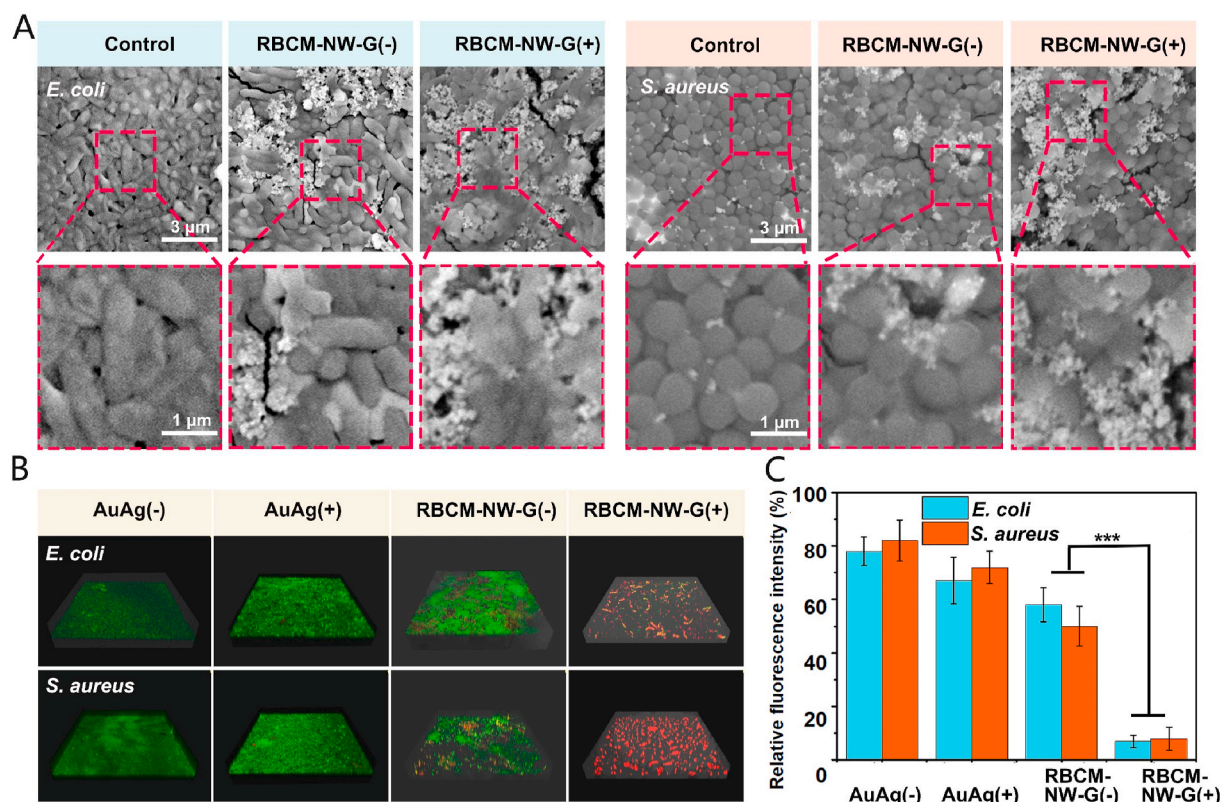 A
Control RBCM-NW-G(-) RBCM-NW-G(+) Control RBCM-NW-G(-) RBCM-NW-G(+)
E. coli S. aureus
3 µm 3 µm
1 µm 1 µm
B
AuAg(-) AuAg(+) RBCM-NW-G(-) RBCM-NW-G(+)
E. coli
S. aureus
C
Relative fluorescence intensity (%)
100
80
60
40
20
0
E. coli
S. aureus
***
AuAg(-) AuAg(+) RBCM-NW-G(-) RBCM-NW-G(+)